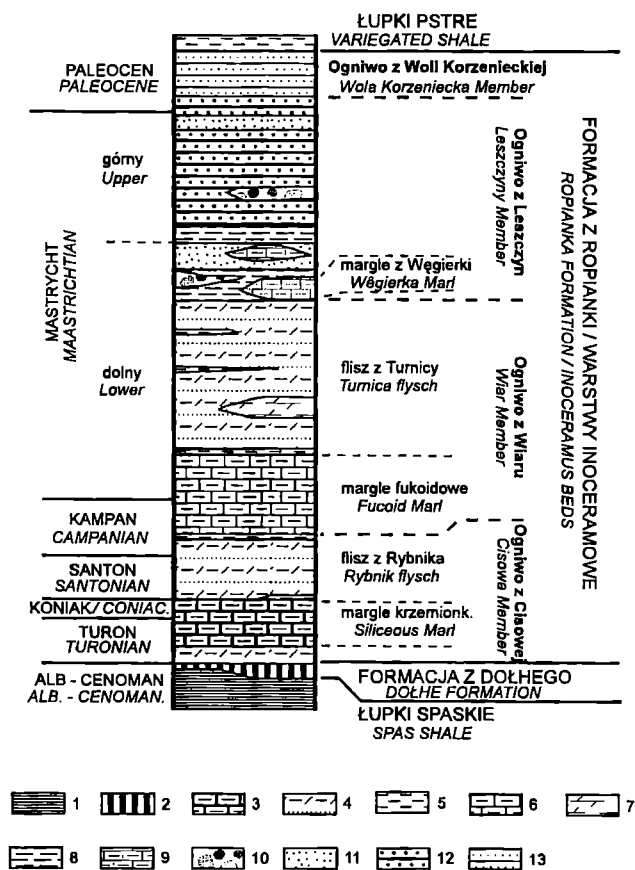 ŁUPKI PSTRE
VARIEGATED SHALE
PALEOCEN
PALEOCENE
Ogniwo z Woli Korzenieckiej
Wola Korzeniecka Member
górny
Upper
Ogniwo z Leszczyn
Leszczyny Member
MASTRYCHT
MAASTRICHTIAN
margle z Węgierki
Węgierka Marl
dolny
Lower
flisz z Turnicy
Turnica flysch
Ogniwo z Wiaru
Wiar Member
FORMACJA Z ROPIANKI / WARSTWY INOCERAMOWE
ROPIANKA FORMATION / INOCERAMUS BEDS
margle fukoidowe
Fucoid Marl
KAMPAN
CAMPANIAN
flisz z Rybnika
Rybnik flysch
Ogniwo z Cisowej
Cisowa Member
SANTON
SANTONIAN
KONIAK/ CONIAC.
margle krzemionk.
Siliceous Marl
TURON
TURONIAN
ALB - CENOMAN
ALB. - CENOMAN.
FORMACJA Z DOŁHEGO
DOŁHE FORMATION
ŁUPKI SPASKIE
SPAS SHALE
1 2 3 4 5 6 7
8 9 10 11 12 13